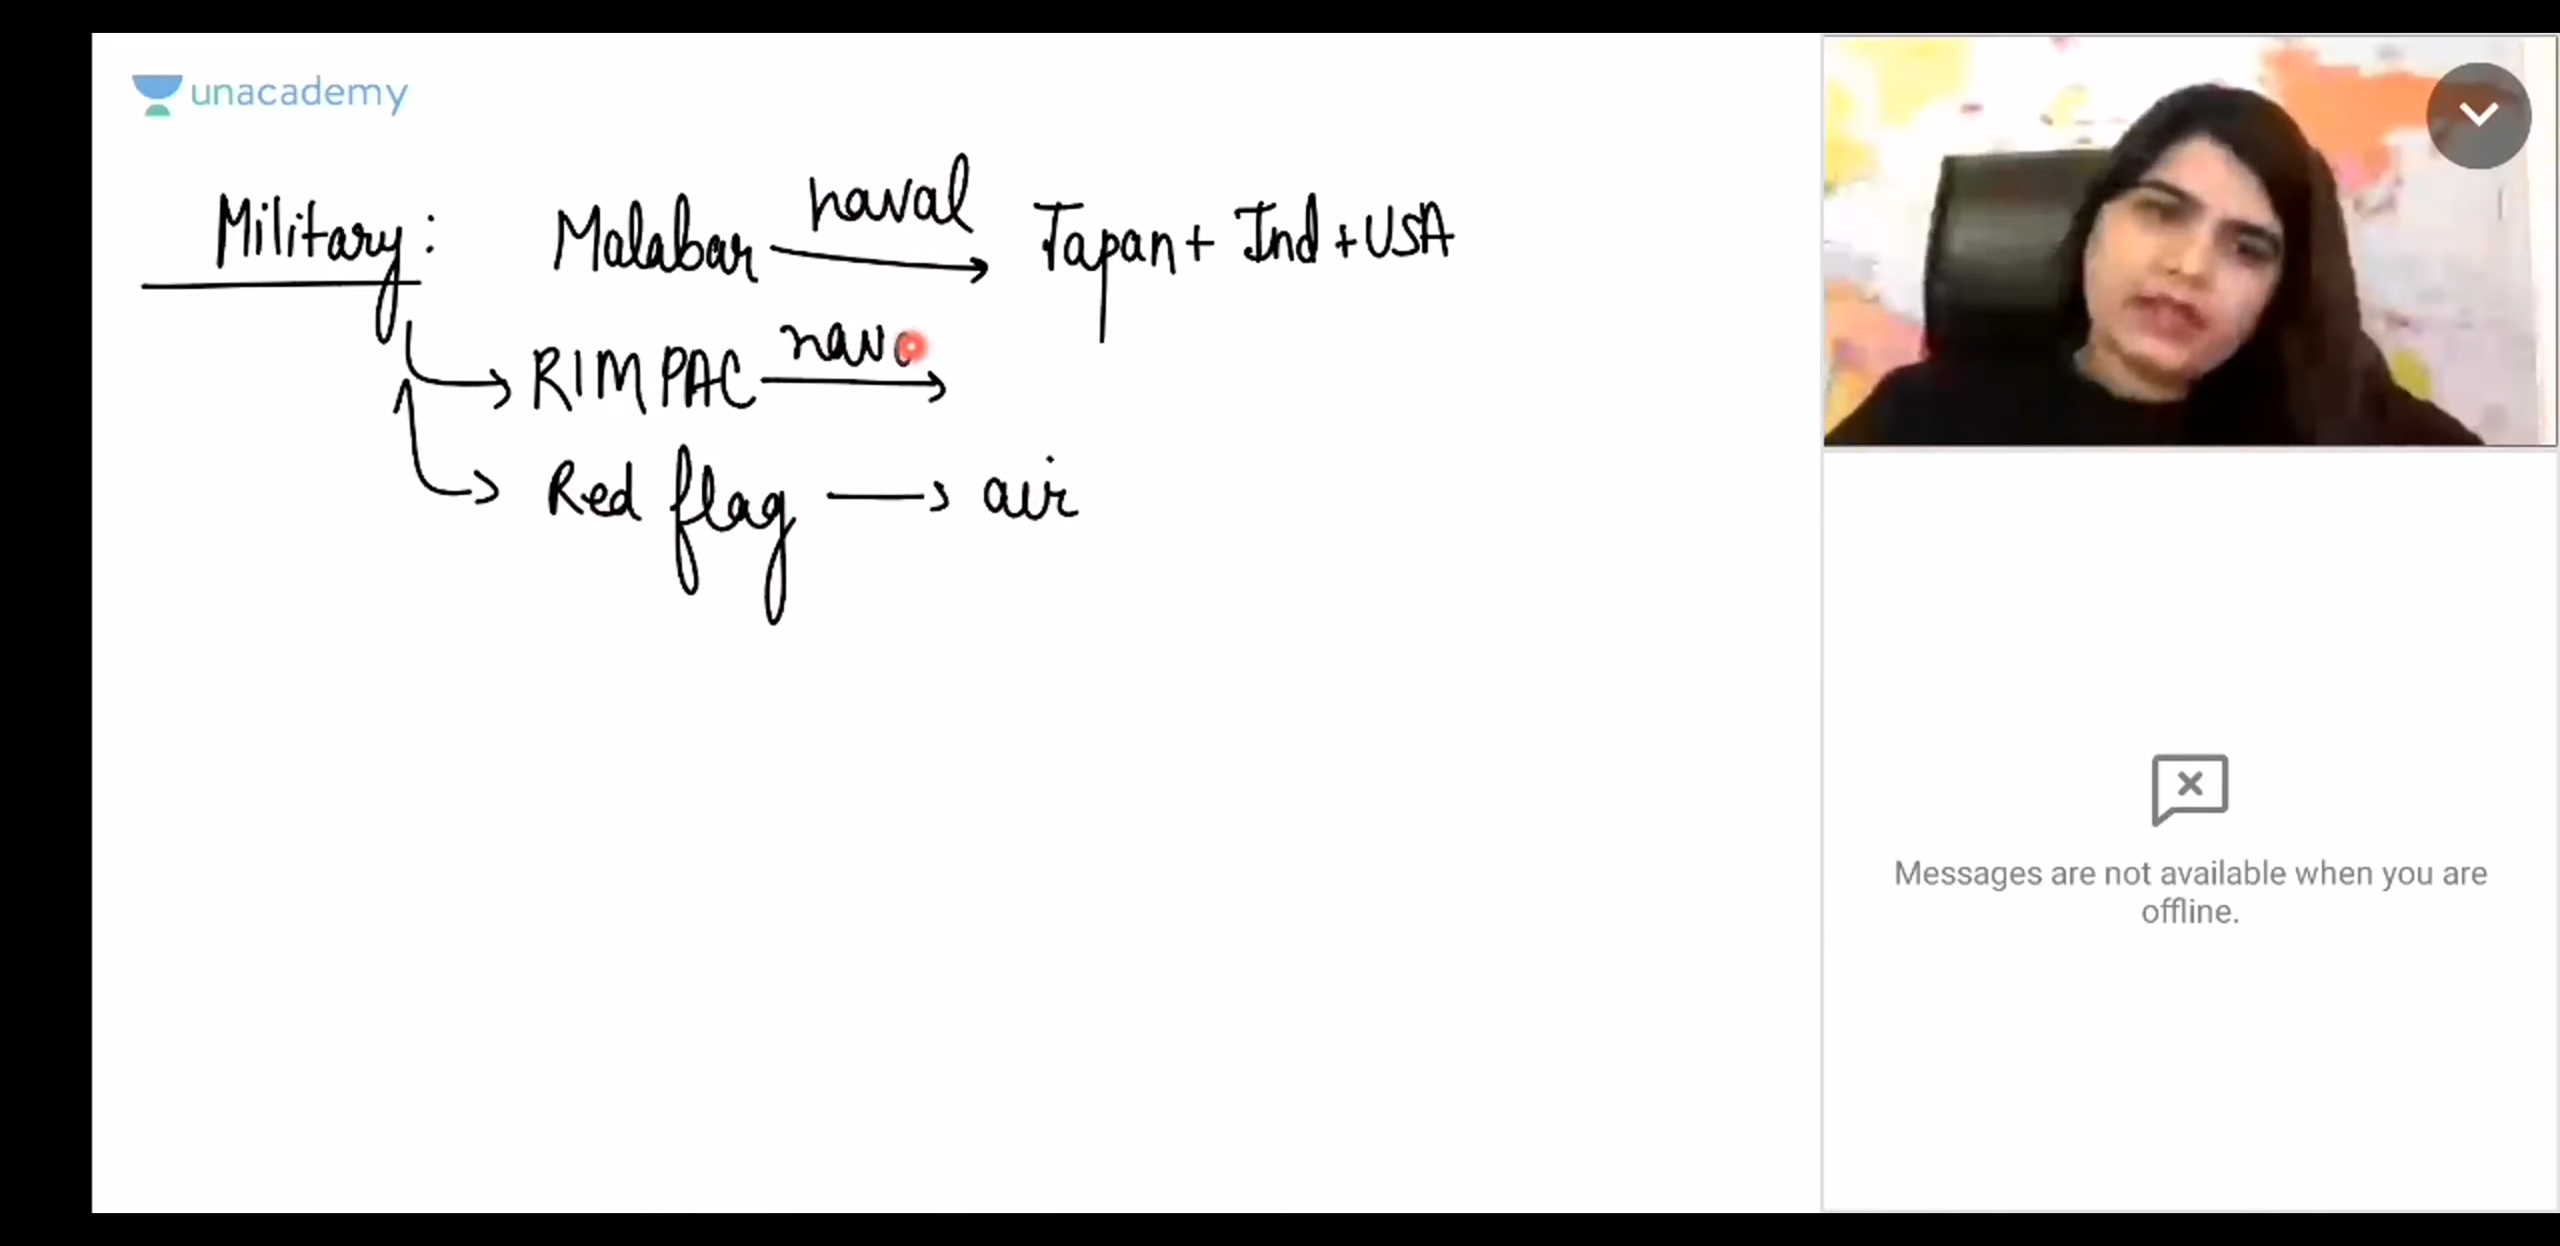 unacademy
Military: Malabar naval Japan + Ind + USA
RIMPAC nava
Red flag air
Messages are not available when you are
offline.